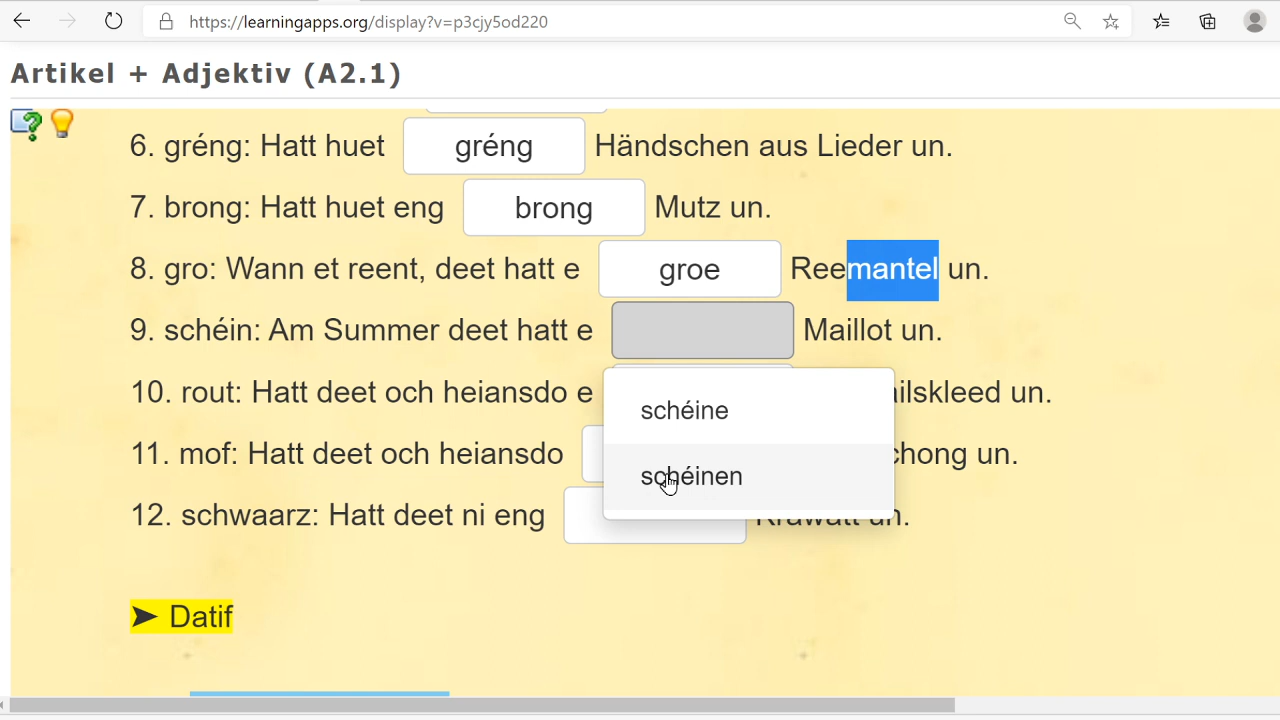 https://learningapps.org/display?v=p3cjy5od220
Artikel + Adjektiv (A2.1)
6. gréng: Hatt huet gréng Händschen aus Lieder un.
7. brong: Hatt huet eng brong Mutz un.
8. gro: Wann et reent, deet hatt e groe Reemantel un.
9. schéin: Am Summer deet hatt e Maillot un.
10. rout: Hatt deet och heiansdo e ilskleed un.
schéine
11. mof: Hatt deet och heiansdo chong un.
schéinen
12. schwaarz: Hatt deet ni eng Krawatt un.
➤ Datif